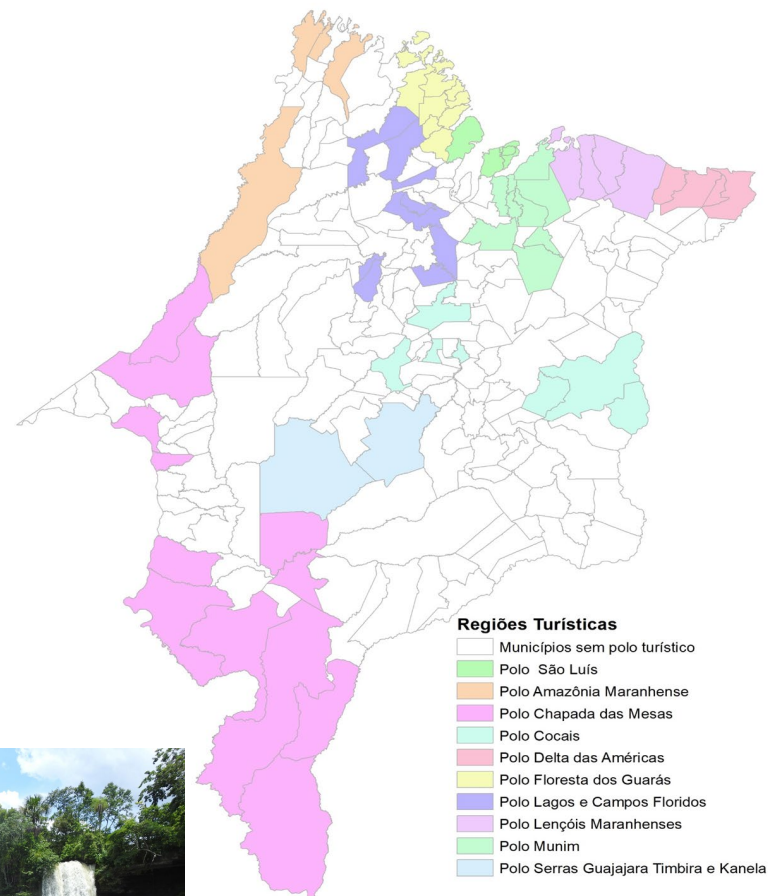 Regiões Turísticas
Municípios sem polo turístico
Polo São Luís
Polo Amazônia Maranhense
Polo Chapada das Mesas
Polo Cocais
Polo Delta das Américas
Polo Floresta dos Guarás
Polo Lagos e Campos Floridos
Polo Lençóis Maranhenses
Polo Munim
Polo Serras Guajajara Timbira e Kanela